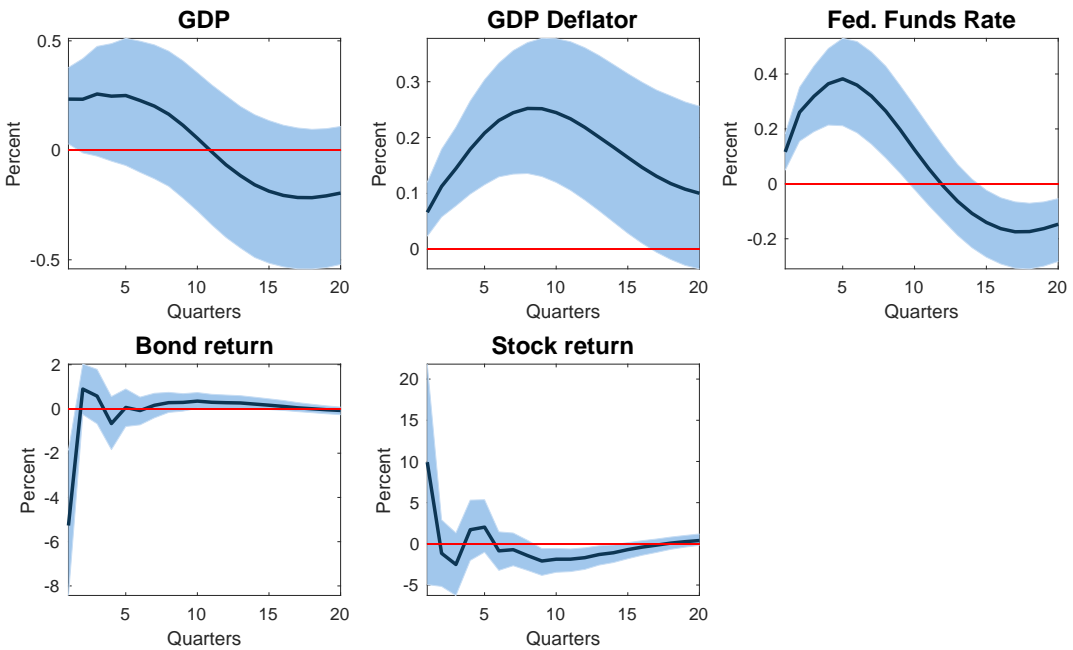 GDP
0.5
0
-0.5
Percent
5
10
15
20
Quarters
GDP Deflator
0.3
0.2
0.1
0
Percent
5
10
15
20
Quarters
Fed. Funds Rate
0.4
0.2
0
-0.2
Percent
5
10
15
20
Quarters
Bond return
2
0
-2
-4
-6
-8
Percent
5
10
15
20
Quarters
Stock return
20
15
10
5
0
-5
Percent
5
10
15
20
Quarters